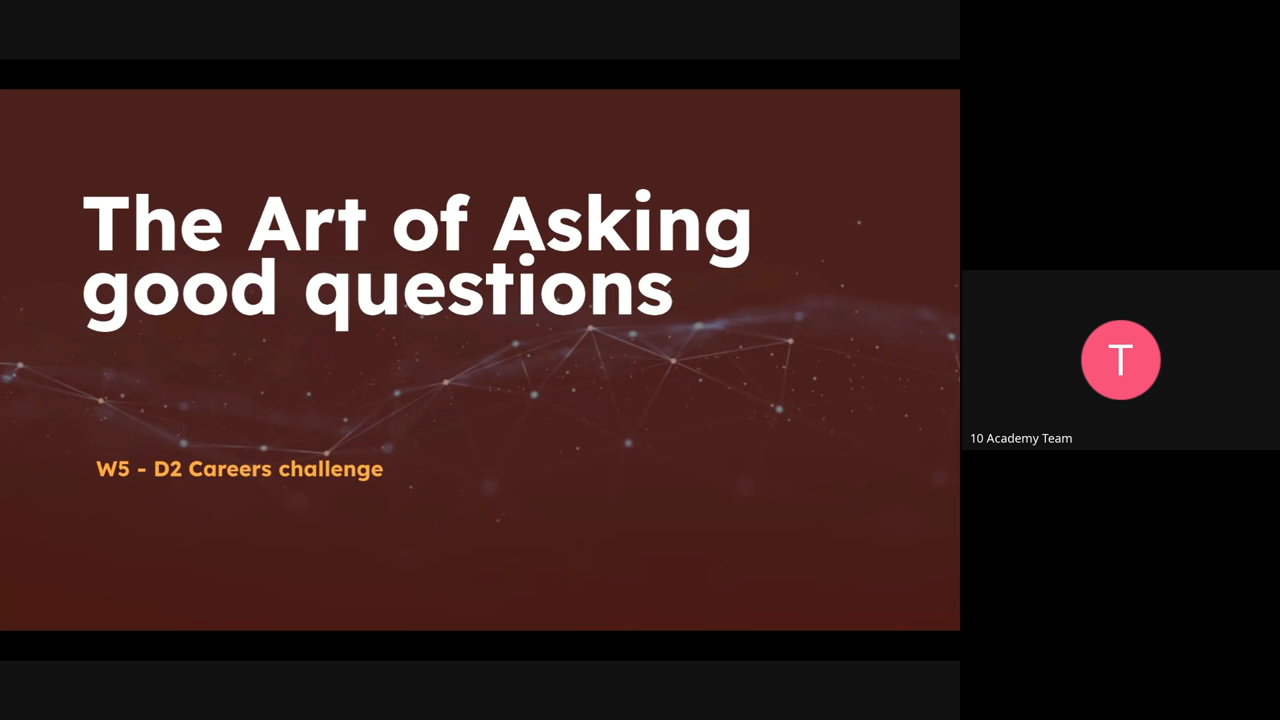 The Art of Asking
good questions
W5 - D2 Careers challenge
T
10 Academy Team